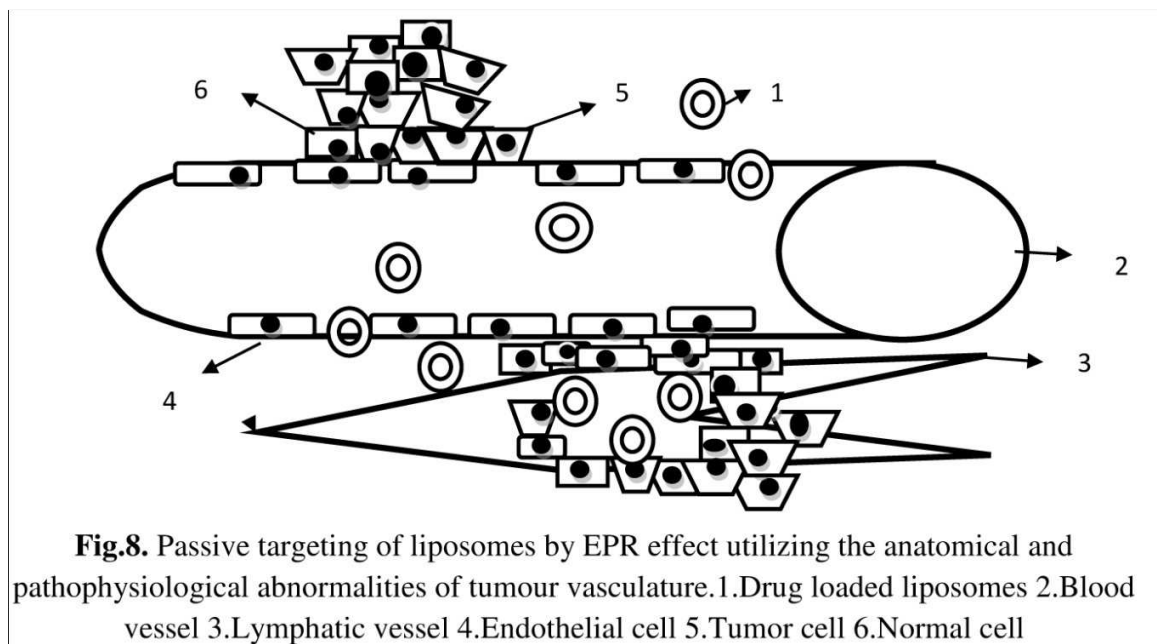 6
5
1
2
3
4
Fig.8. Passive targeting of liposomes by EPR effect utilizing the anatomical and
pathophysiological abnormalities of tumour vasculature.1.Drug loaded liposomes 2.Blood
vessel 3.Lymphatic vessel 4.Endothelial cell 5.Tumor cell 6.Normal cell